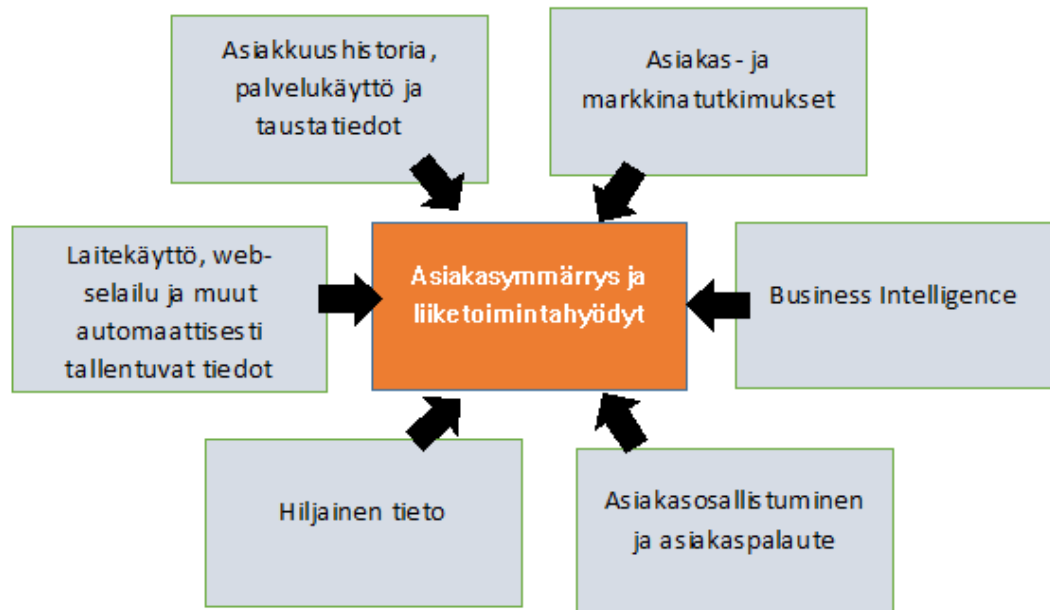 Asiakkuushistoria,
palvelukäyttö ja
taustatiedot
Asiakas- ja
markkinatutkimukset
Laitekäyttö, web-
selailu ja muut
automaattisesti
tallentuvat tiedot
Asiakasymmärrys ja
liiketoimintahyödyt
Business Intelligence
Hiljainen tieto
Asiakasosallistuminen
ja asiakaspalaute